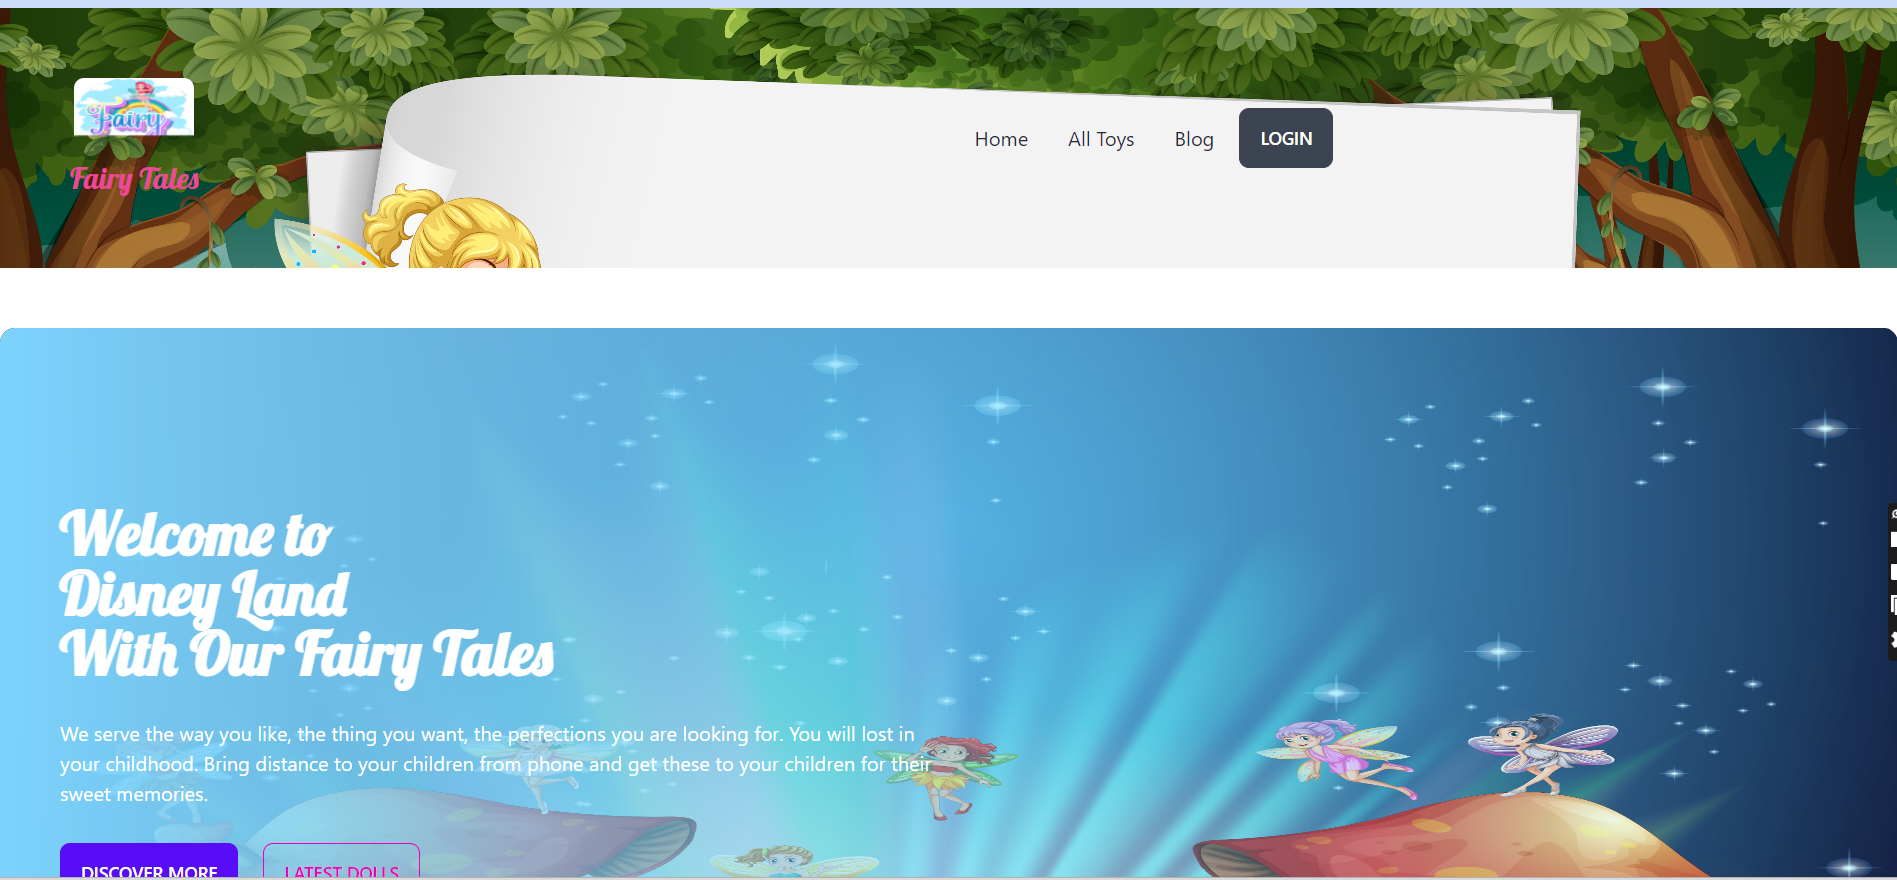 Fairy
Fairy Tales
Home All Toys Blog LOGIN
Welcome to
Disney Land
With Our Fairy Tales
We serve the way you like, the thing you want, the perfections you are looking for. You will lost in
your childhood. Bring distance to your children from phone and get these to your children for their
sweet memories.
DISCOVER MORE LATEST DOLLS